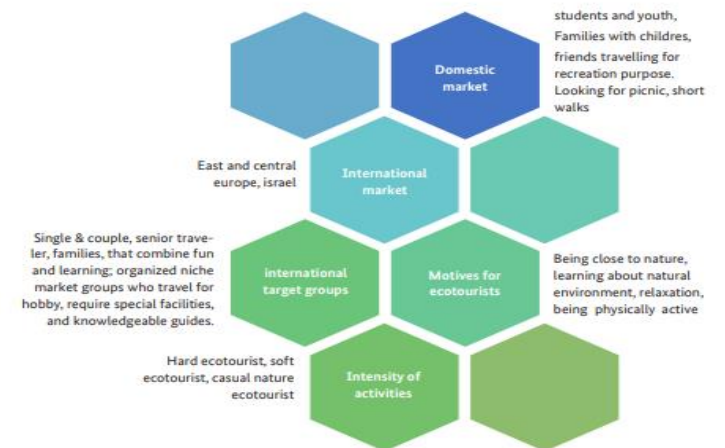 students and youth,
Families with childres,
friends travelling for
recreation purpose.
Looking for picnic, short
walks
Domestic
market
East and central
europe, israel
International
market
Single & couple, senior trave-
ler, families, that combine fun
and learning; organized niche
market groups who travel for
hobby, require special facilities,
and knowledgeable guides.
international
target groups
Motives for
ecotourists
Being close to nature,
learning about natural
environment, relaxation,
being physically active
Hard ecotourist, soft
ecotourist, casual nature
ecotourist
Intensity of
activities